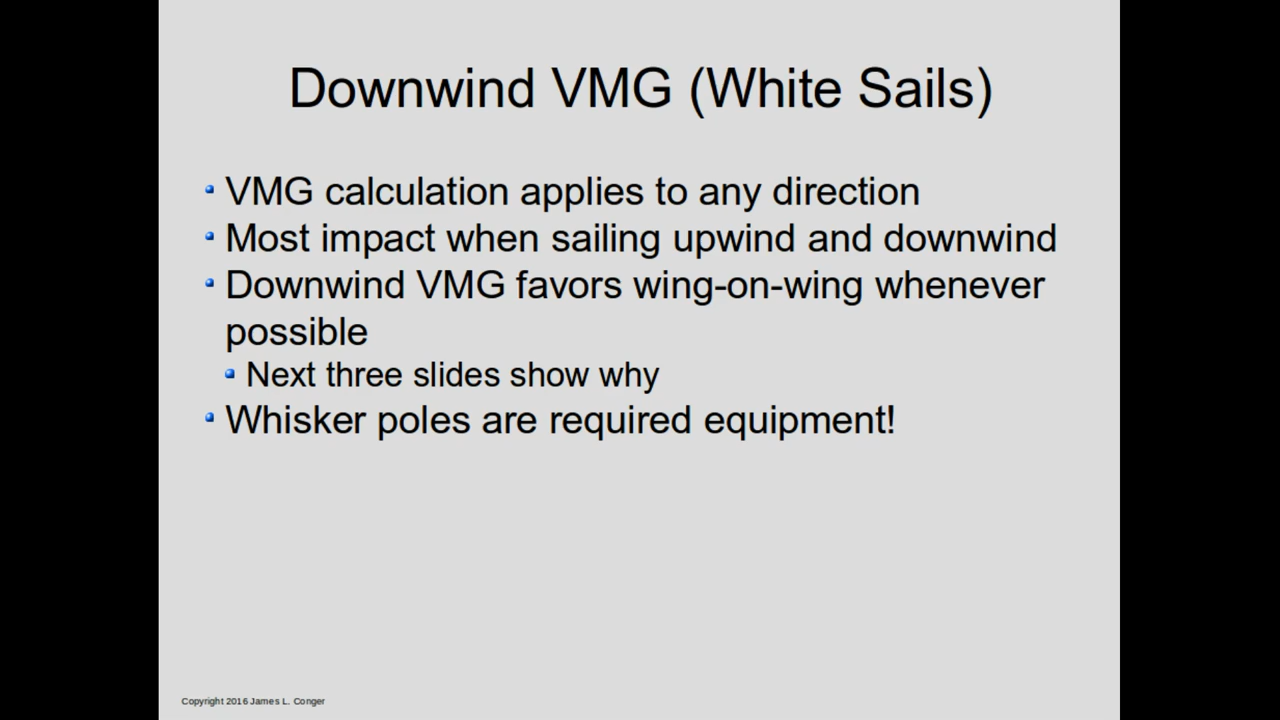 Downwind VMG (White Sails)
VMG calculation applies to any direction
Most impact when sailing upwind and downwind
Downwind VMG favors wing-on-wing whenever
possible
Next three slides show why
Whisker poles are required equipment!
Copyright 2016 James L. Conger